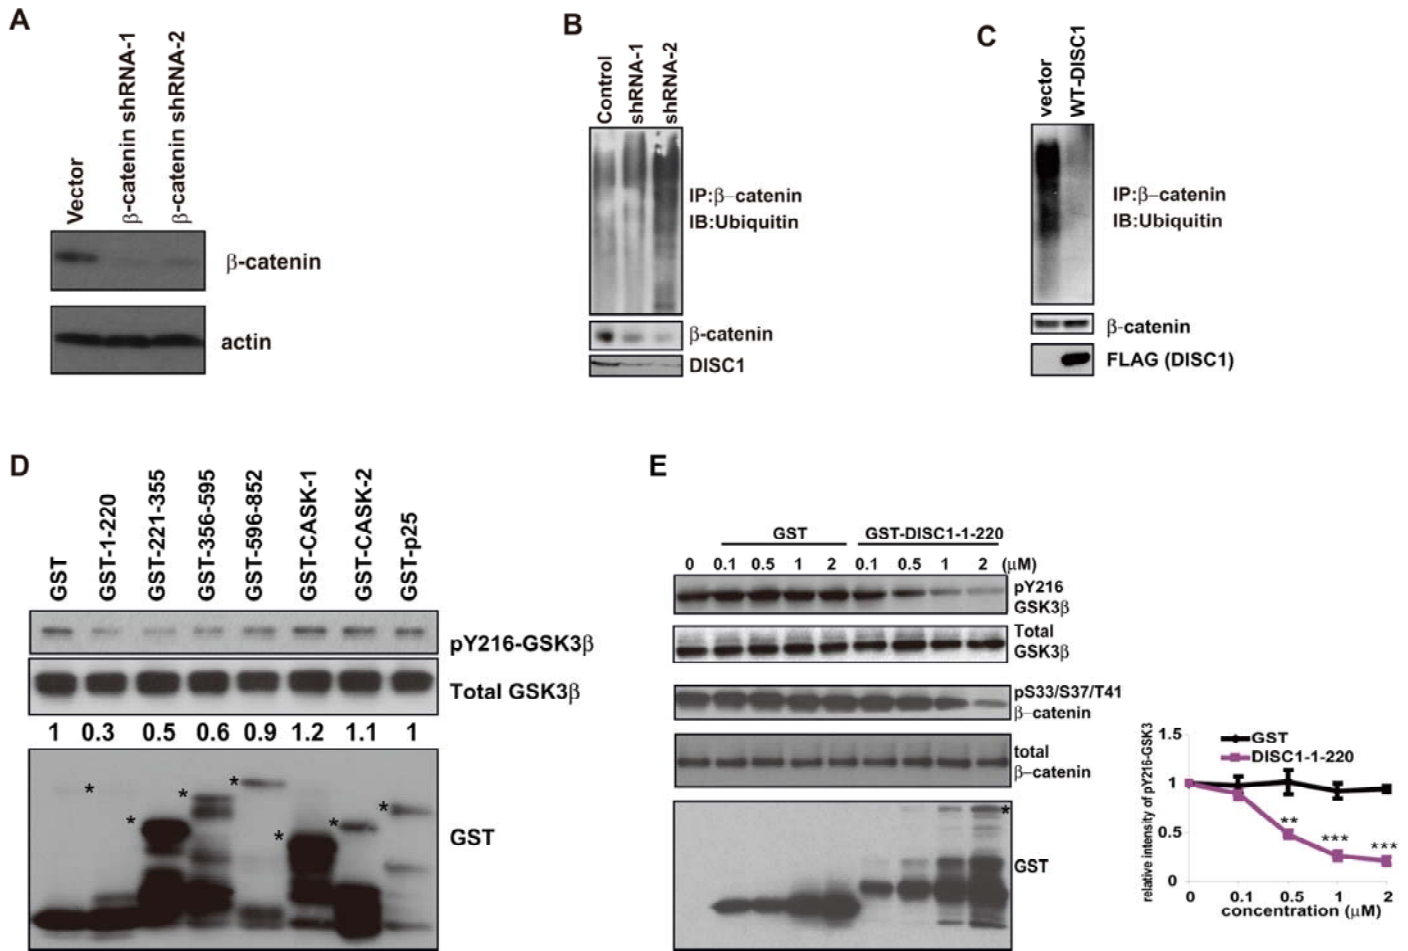 A
Vector
β-catenin shRNA-1
β-catenin shRNA-2
β-catenin
actin
B
Control
shRNA-1
shRNA-2
IP:β–catenin
IB:Ubiquitin
β-catenin
DISC1
C
vector
WT-DISC1
IP:β–catenin
IB:Ubiquitin
β-catenin
FLAG (DISC1)
D
GST
GST-1-220
GST-221-355
GST-356-595
GST-596-852
GST-CASK-1
GST-CASK-2
GST-p25
pY216-GSK3β
Total GSK3β
1 0.3 0.5 0.6 0.9 1.2 1.1 1
* * * * * * *
GST
E
GST GST-DISC1-1-220
0 0.1 0.5 1 2 0.1 0.5 1 2 (μM)
pY216
GSK3β
Total
GSK3β
pS33/S37/T41
β–catenin
total
β–catenin
*
GST
relative intensity of pY216-GSK3
1.5
1
0.5
0
GST
DISC1-1-220
** *** ***
0 0.1 0.5 1 2
concentration (μM)